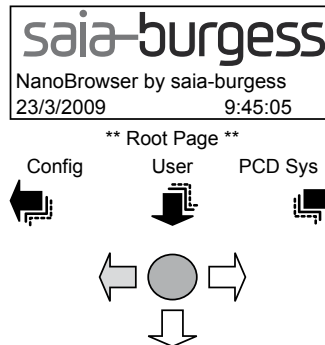 saia-burgess
NanoBrowser by saia-burgess
23/3/2009 9:45:05
** Root Page **
Config User PCD Sys